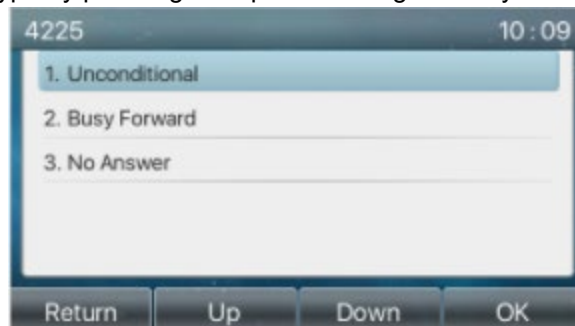 4225 10:09
1. Unconditional
2. Busy Forward
3. No Answer
Return Up Down OK